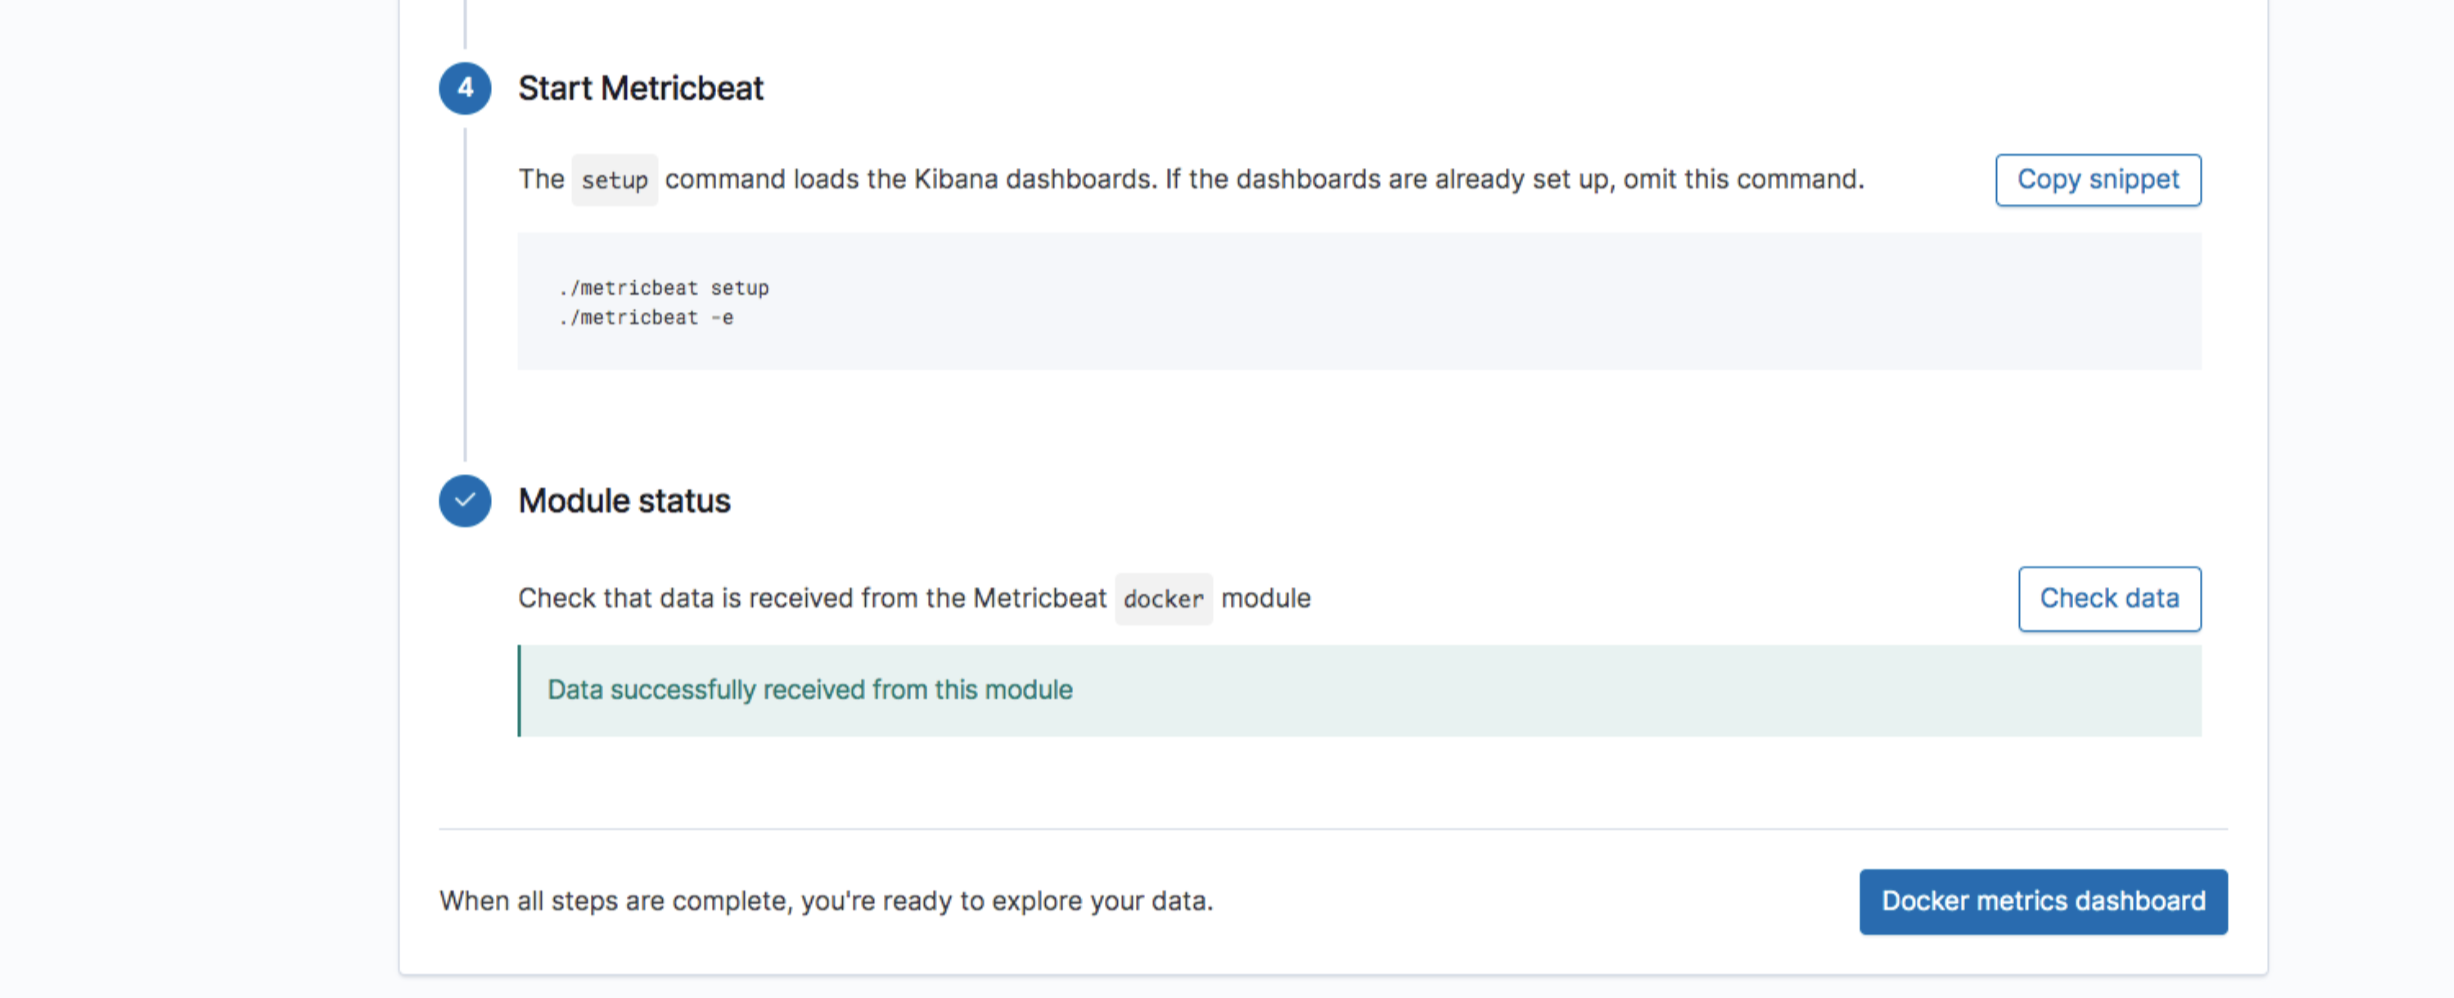 4
Start Metricbeat
The setup command loads the Kibana dashboards. If the dashboards are already set up, omit this command.
Copy snippet
./metricbeat setup
./metricbeat -e
Module status
Check that data is received from the Metricbeat docker module
Check data
Data successfully received from this module
When all steps are complete, you're ready to explore your data.
Docker metrics dashboard